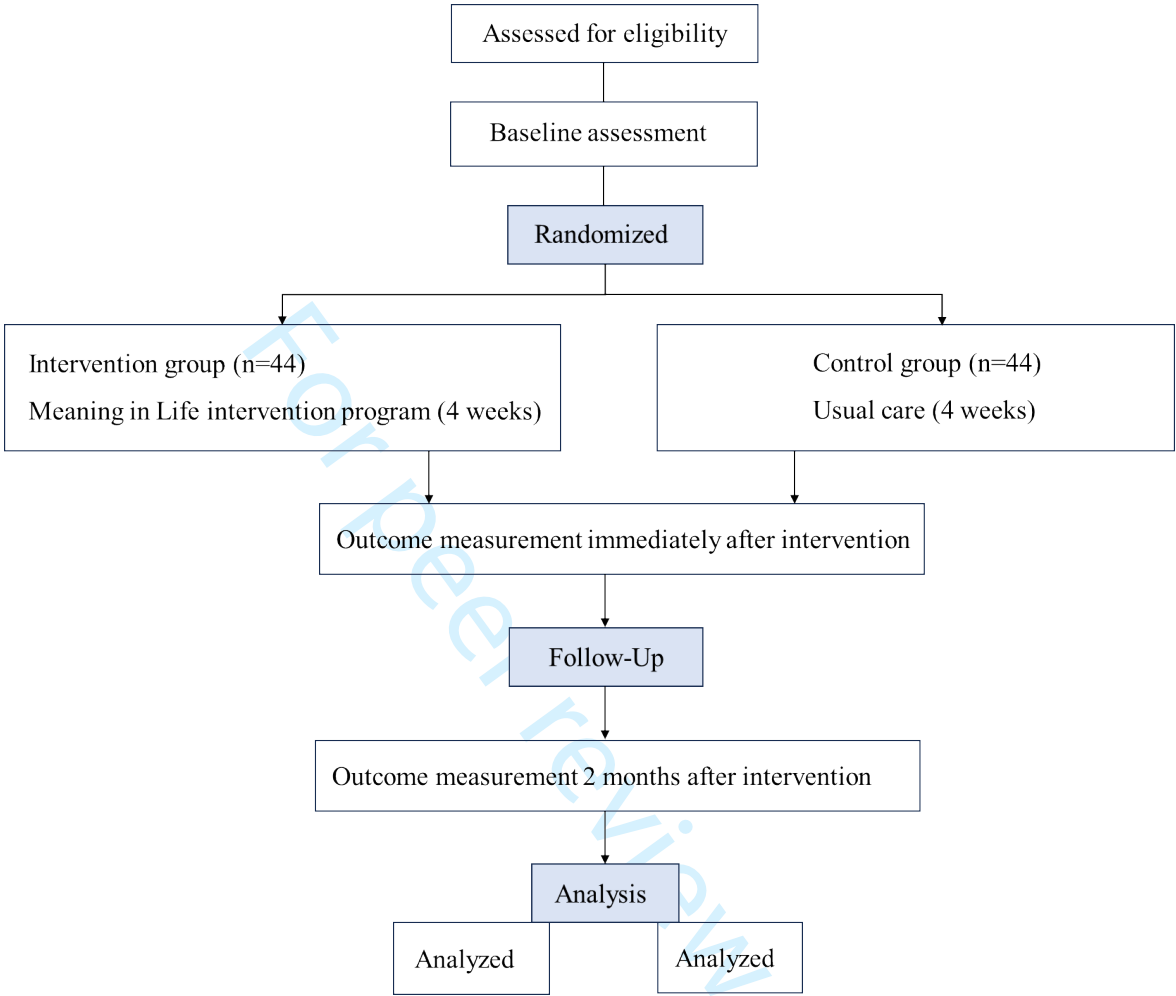 Assessed for eligibility
Baseline assessment
Randomized
Intervention group (n=44)
Meaning in Life intervention program (4 weeks)
Control group (n=44)
Usual care (4 weeks)
Outcome measurement immediately after intervention
Follow-Up
Outcome measurement 2 months after intervention
Analysis
Analyzed
Analyzed
For peer review